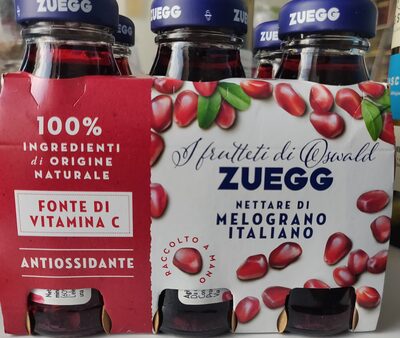 ZUEGG
ZUEGG
ZUEGG
100%
INGREDIENTI
di ORIGINE
NATURALE
FONTE DI
VITAMINA C
ANTIOSSIDANTE
I frutteti di Oswald
ZUEGG
NETTARE DI
MELOGRANO
ITALIANO
RACCOLTO A MANO